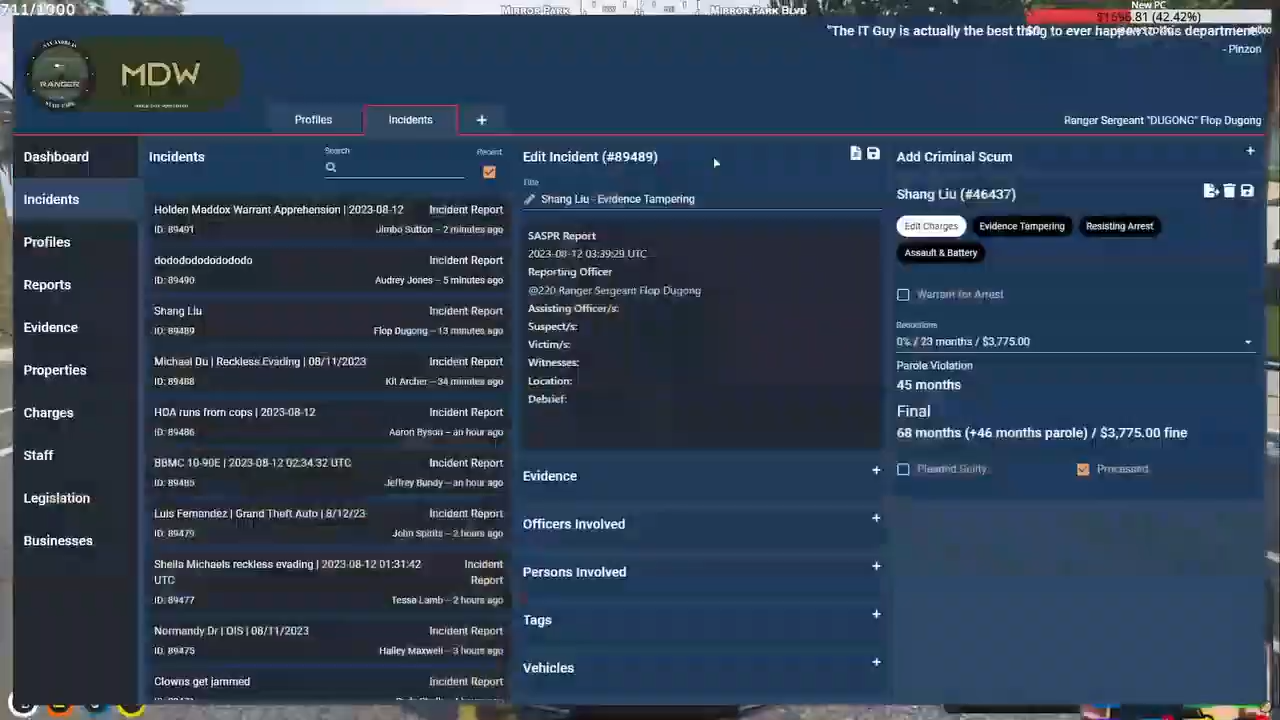 711/1000
MIRROR PARK
MIRROR PARK BLVD
New PC
$1696.81 (42.42%)
"The IT Guy is actually the best thing to ever happen to this department"
- Pinzon
RANGER
MDW
Profiles
Incidents
+
Ranger Sergeant "DUGONG" Flop Dugong
Dashboard
Incidents
Profiles
Reports
Evidence
Properties
Charges
Staff
Legislation
Businesses
Incidents
Search
Recent
Holden Maddox Warrant Apprehension | 2023-08-12 Incident Report
ID: 89491 Jimbo Sutton – 2 minutes ago
dodododododododo Incident Report
ID: 89490 Audrey Jones – 5 minutes ago
Shang Liu Incident Report
ID: 89489 Flop Dugong – 13 minutes ago
Michael Du | Reckless Evading | 08/11/2023 Incident Report
ID: 89488 Kit Archer – 34 minutes ago
HOA runs from cops | 2023-08-12 Incident Report
ID: 89486 Aaron Byson – an hour ago
BBMC 10-90E | 2023-08-12 02:34:32 UTC Incident Report
ID: 89485 Jeffrey Bundy – an hour ago
Luis Fernandez | Grand Theft Auto | 8/12/23 Incident Report
ID: 89479 John Spirits – 2 hours ago
Sheila Michaels reckless evading | 2023-08-12 01:31:42 Incident
UTC Report
ID: 89477 Tessa Lamb – 2 hours ago
Normandy Dr | OIS | 08/11/2023 Incident Report
ID: 89475 Hailey Maxwell – 3 hours ago
Clowns get jammed Incident Report
Edit Incident (#89489)
Title
Shang Liu - Evidence Tampering
SASPR Report
2023-08-12 03:39:29 UTC
Reporting Officer
@220 Ranger Sergeant Flop Dugong
Assisting Officer/s:
Suspect/s:
Victim/s:
Witnesses:
Location:
Debrief:
Evidence +
Officers Involved +
Persons Involved +
Tags +
Vehicles +
Add Criminal Scum +
Shang Liu (#46437)
Edit Charges Evidence Tampering Resisting Arrest
Assault & Battery
Warrant for Arrest
Reductions
0% / 23 months / $3,775.00
Parole Violation
45 months
Final
68 months (+46 months parole) / $3,775.00 fine
Pleaded Guilty Processed